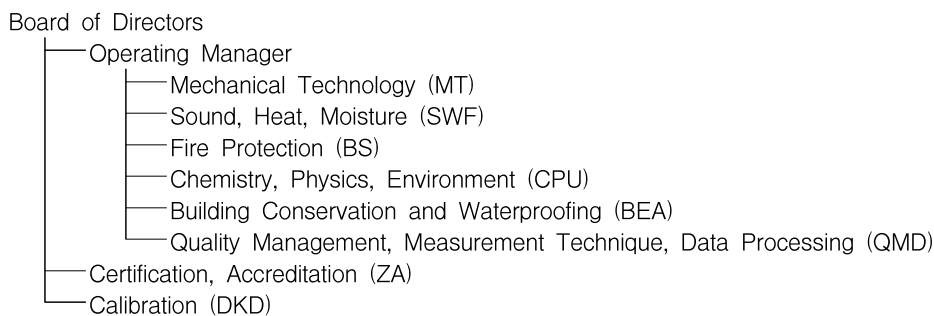 Board of Directors
Operating Manager
Mechanical Technology (MT)
Sound, Heat, Moisture (SWF)
Fire Protection (BS)
Chemistry, Physics, Environment (CPU)
Building Conservation and Waterproofing (BEA)
Quality Management, Measurement Technique, Data Processing (QMD)
Certification, Accreditation (ZA)
Calibration (DKD)